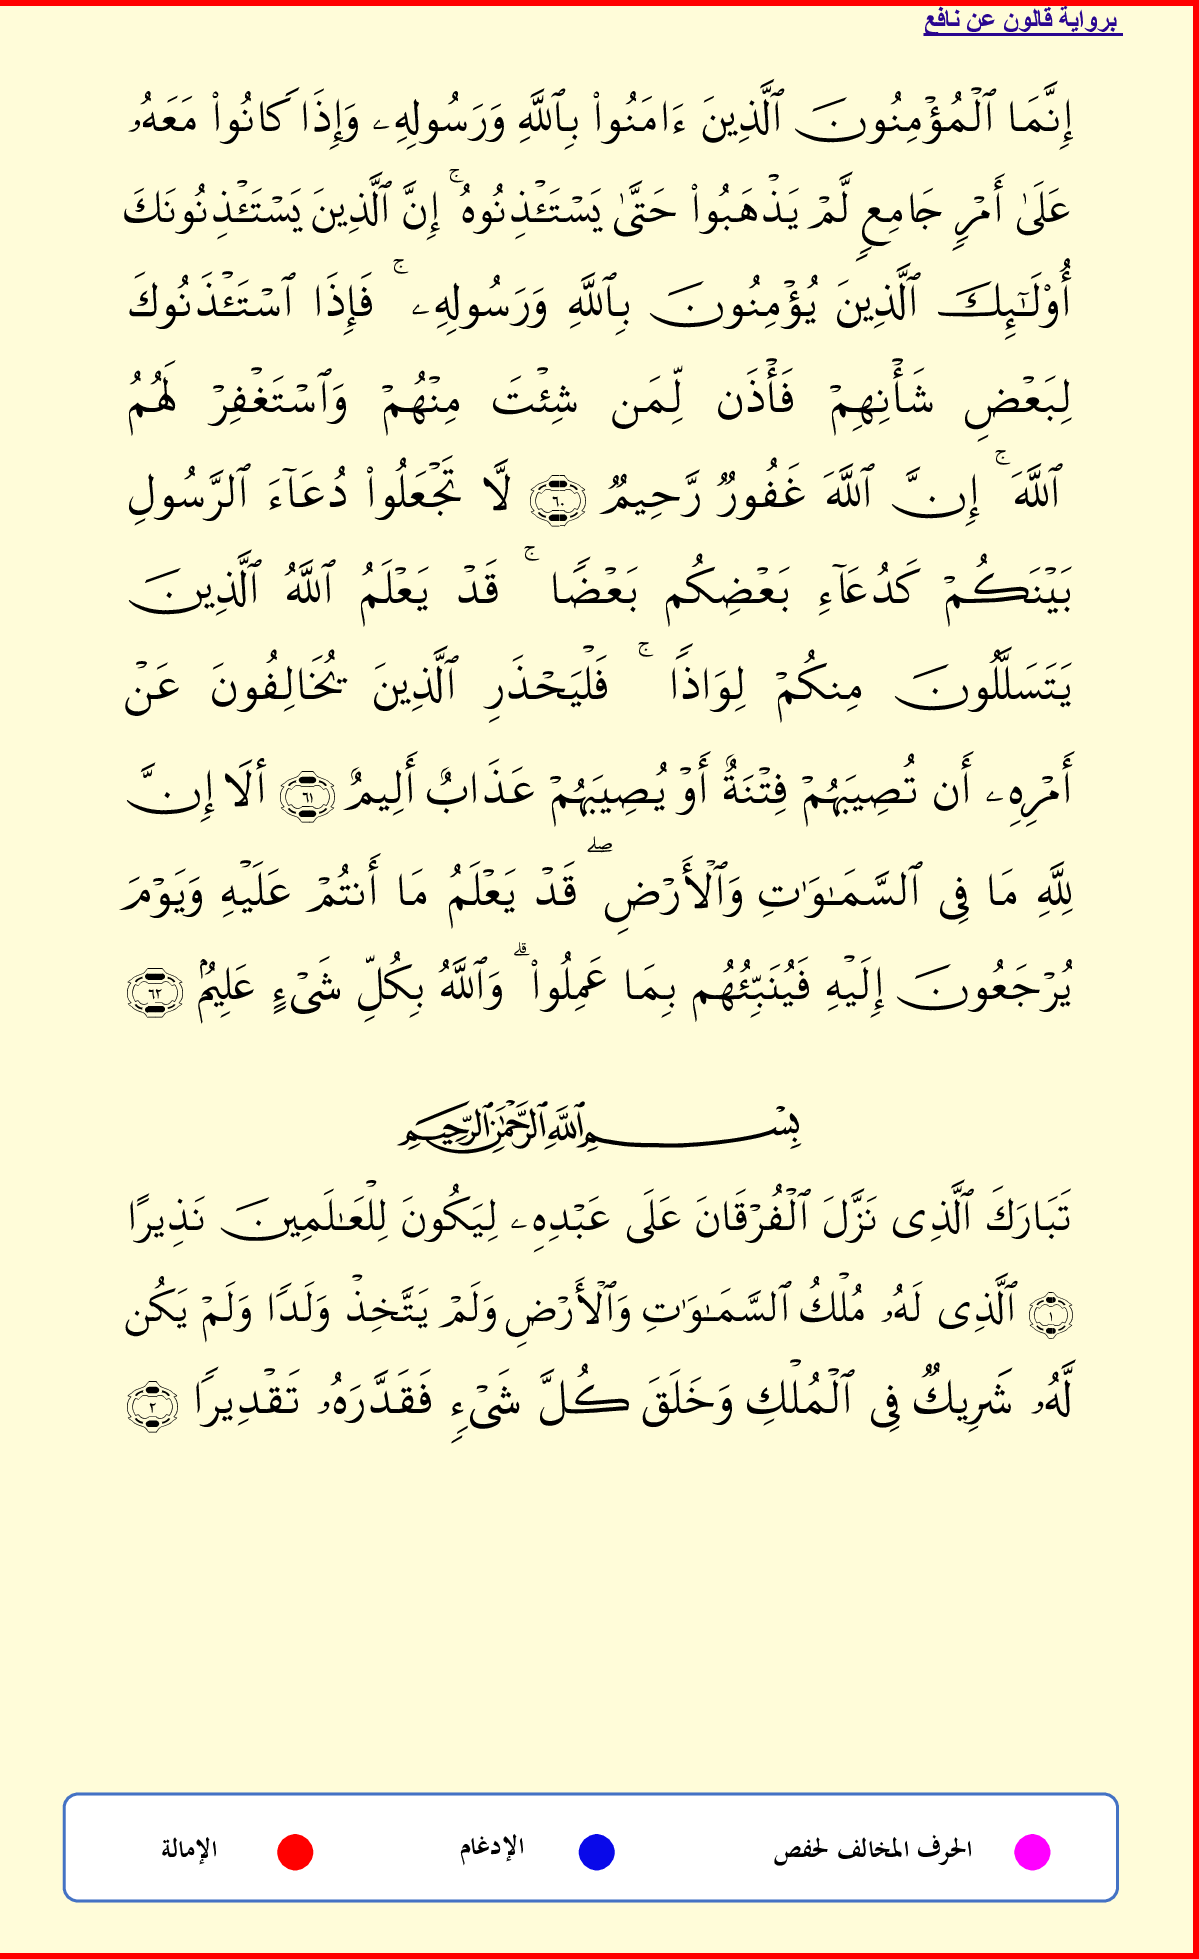 برواية قالون عن نافع
إِنَّمَا ٱلْمُؤْمِنُونَ ٱلَّذِينَ ءَامَنُوا۟ بِٱللَّهِ وَرَسُولِهِۦ وَإِذَا كَانُوا۟ مَعَهُۥ
عَلَىٰ أَمْرٍ جَامِعٍ لَّمْ يَذْهَبُوا۟ حَتَّىٰ يَسْتَـْٔذِنُوهُ ۚ إِنَّ ٱلَّذِينَ يَسْتَـْٔذِنُونَكَ
أُو۟لَـٰٓئِكَ ٱلَّذِينَ يُؤْمِنُونَ بِٱللَّهِ وَرَسُولِهِۦ ۚ فَإِذَا ٱسْتَـْٔذَنُوكَ
لِبَعْضِ شَأْنِهِمْ فَأْذَن لِّمَن شِئْتَ مِنْهُمْ وَٱسْتَغْفِرْ لَهُمُ
ٱللَّهَ ۚ إِنَّ ٱللَّهَ غَفُورٌ رَّحِيمٌ ٦٠ لَّا تَجْعَلُوا۟ دُعَآءَ ٱلرَّسُولِ
بَيْنَكُمْ كَدُعَآءِ بَعْضِكُم بَعْضًا ۚ قَدْ يَعْلَمُ ٱللَّهُ ٱلَّذِينَ
يَتَسَلَّلُونَ مِنكُمْ لِوَاذًا ۚ فَلْيَحْذَرِ ٱلَّذِينَ يُخَالِفُونَ عَنْ
أَمْرِهِۦ أَن تُصِيبَهُمْ فِتْنَةٌ أَوْ يُصِيبَهُمْ عَذَابٌ أَلِيمٌ ٦١ أَلَا إِنَّ
لِلَّهِ مَا فِى ٱلسَّمَـٰوَٰتِ وَٱلْأَرْضِ ۖ قَدْ يَعْلَمُ مَا أَنتُمْ عَلَيْهِ وَيَوْمَ
يُرْجَعُونَ إِلَيْهِ فَيُنَبِّئُهُم بِمَا عَمِلُوا۟ ۗ وَٱللَّهُ بِكُلِّ شَىْءٍ عَلِيمٌۢ ٦٢
بِسْمِ ٱللَّهِ ٱلرَّحْمَـٰنِ ٱلرَّحِيمِ
تَبَارَكَ ٱلَّذِى نَزَّلَ ٱلْفُرْقَانَ عَلَى عَبْدِهِۦ لِيَكُونَ لِلْعَـٰلَمِينَ نَذِيرًا
١ ٱلَّذِى لَهُۥ مُلْكُ ٱلسَّمَـٰوَٰتِ وَٱلْأَرْضِ وَلَمْ يَتَّخِذْ وَلَدًا وَلَمْ يَكُن
لَّهُۥ شَرِيكٌ فِى ٱلْمُلْكِ وَخَلَقَ كُلَّ شَىْءٍ فَقَدَّرَهُۥ تَقْدِيرًا ٢
الحرف المخالف لحفص الإدغام الإمالة